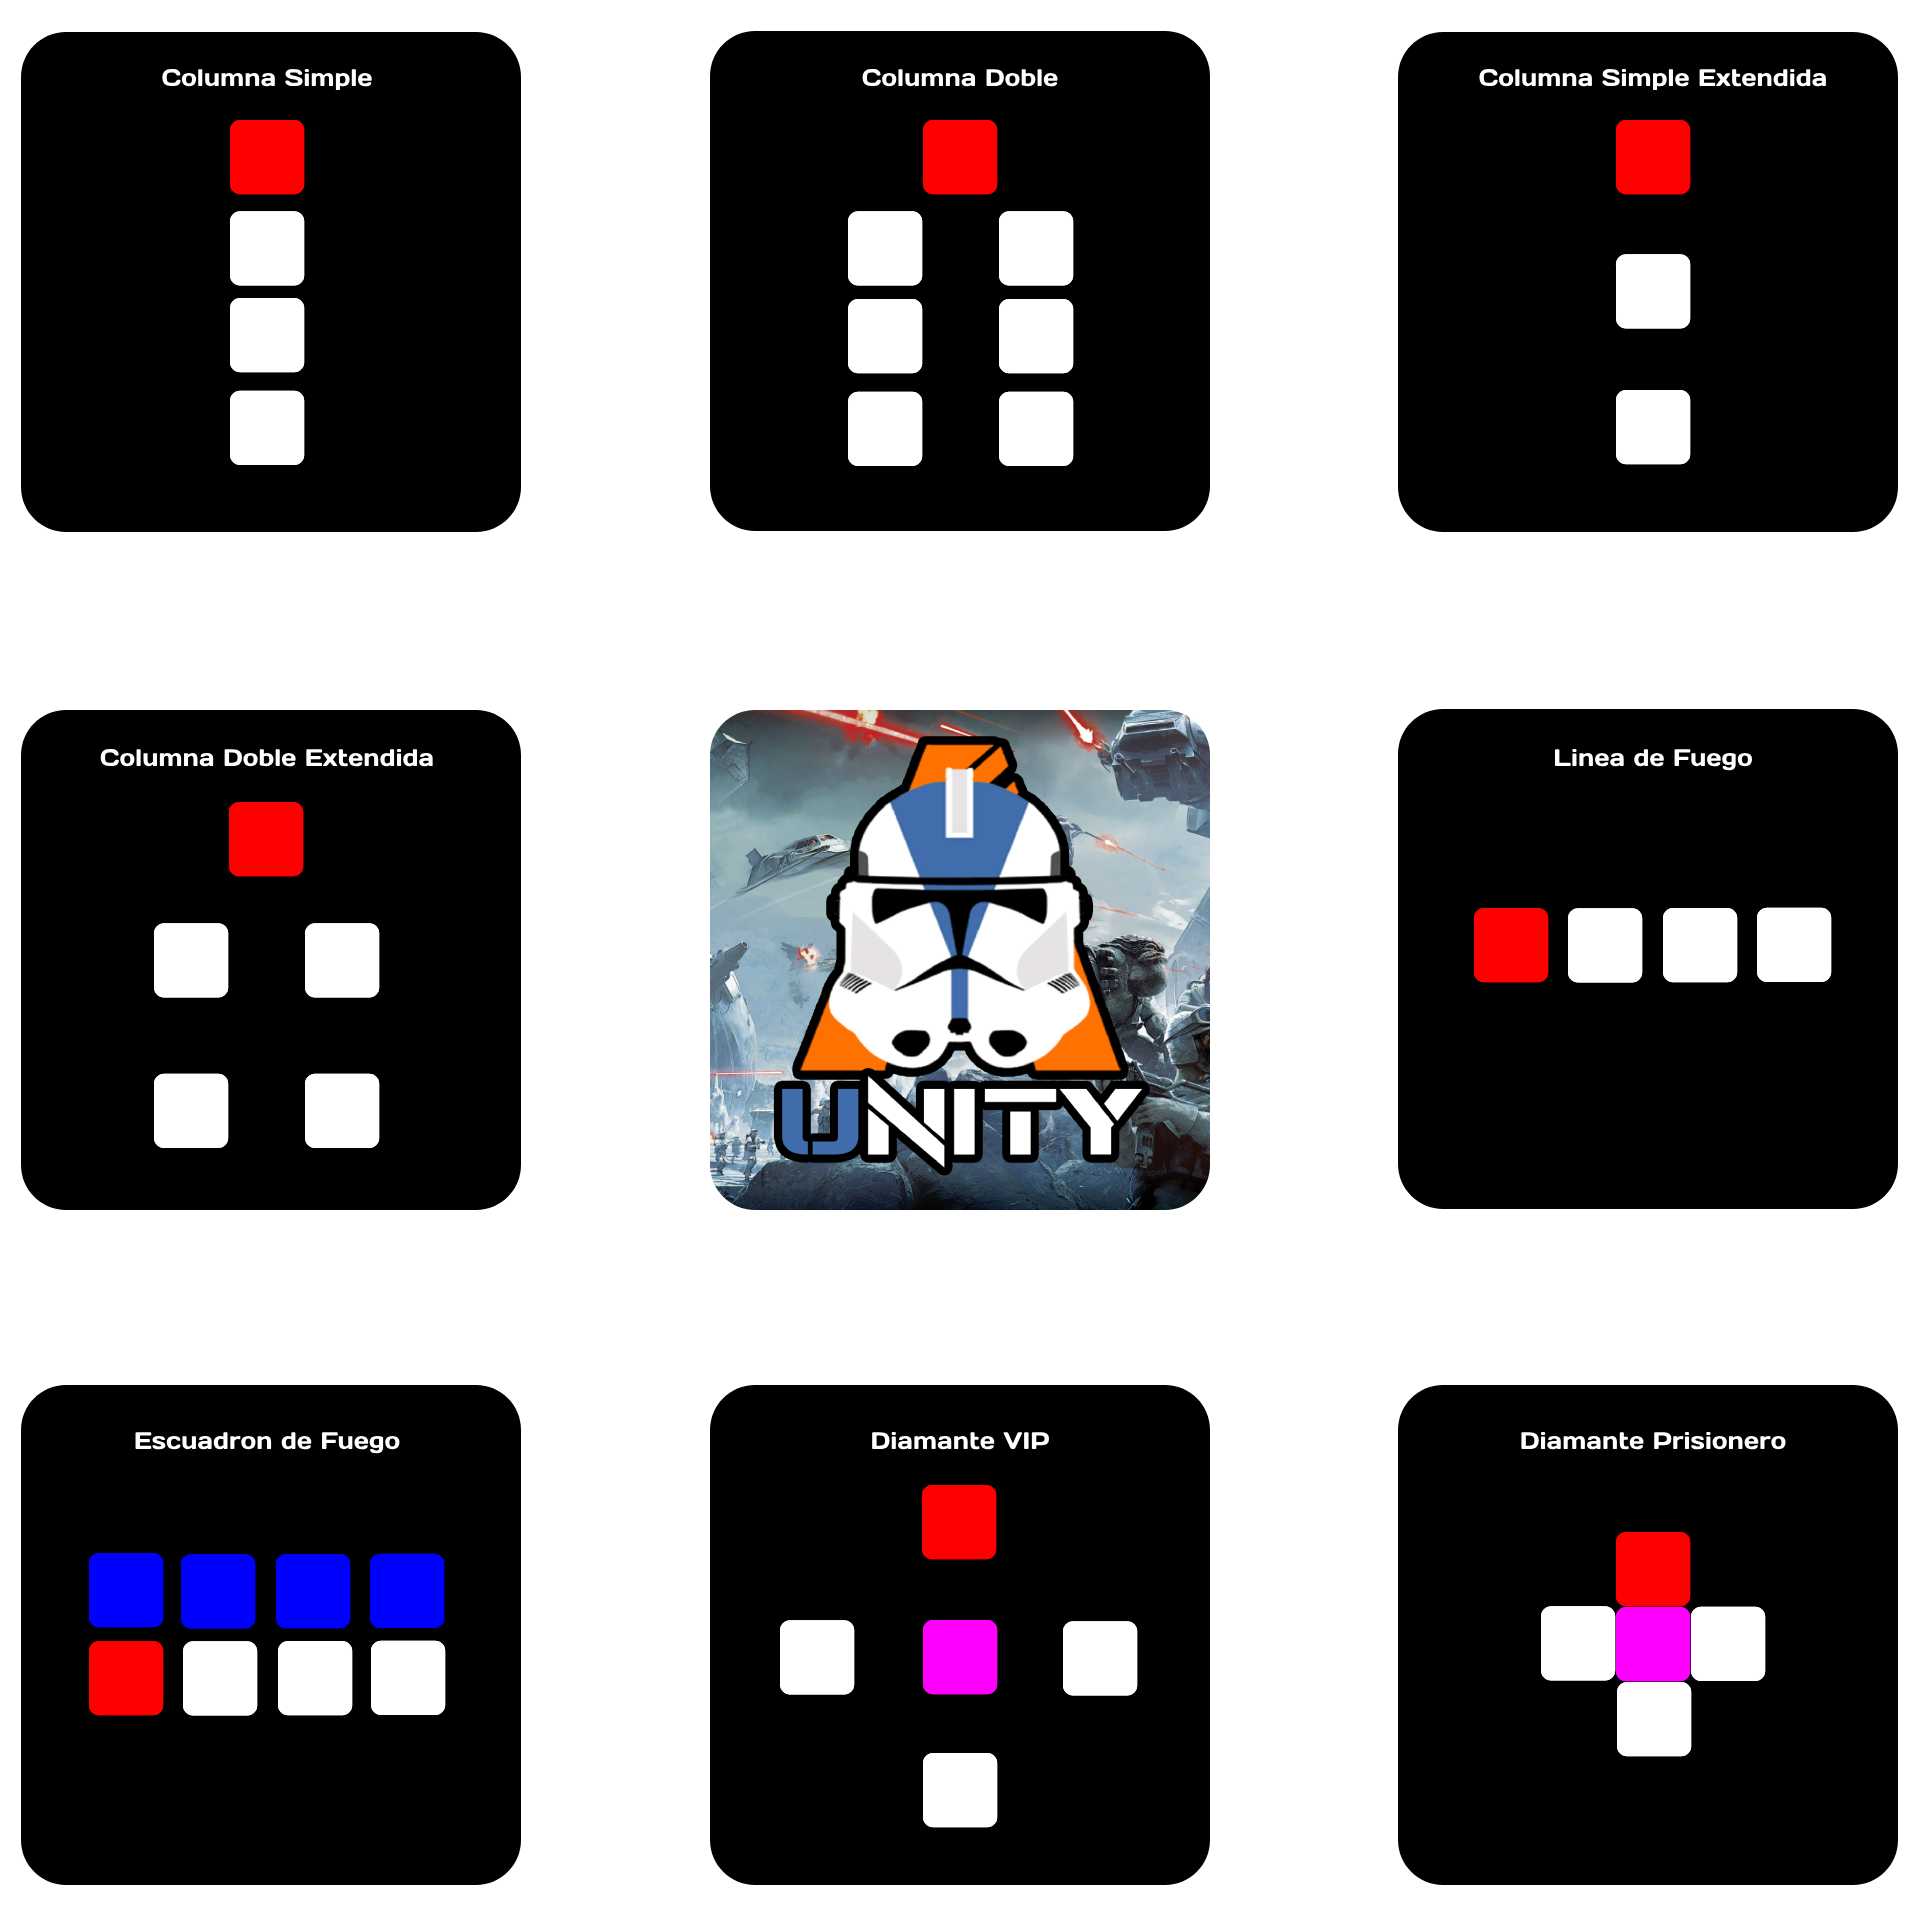 Columna Simple
Columna Doble
Columna Simple Extendida
Columna Doble Extendida
UNITY
Linea de Fuego
Escuadron de Fuego
Diamante VIP
Diamante Prisionero